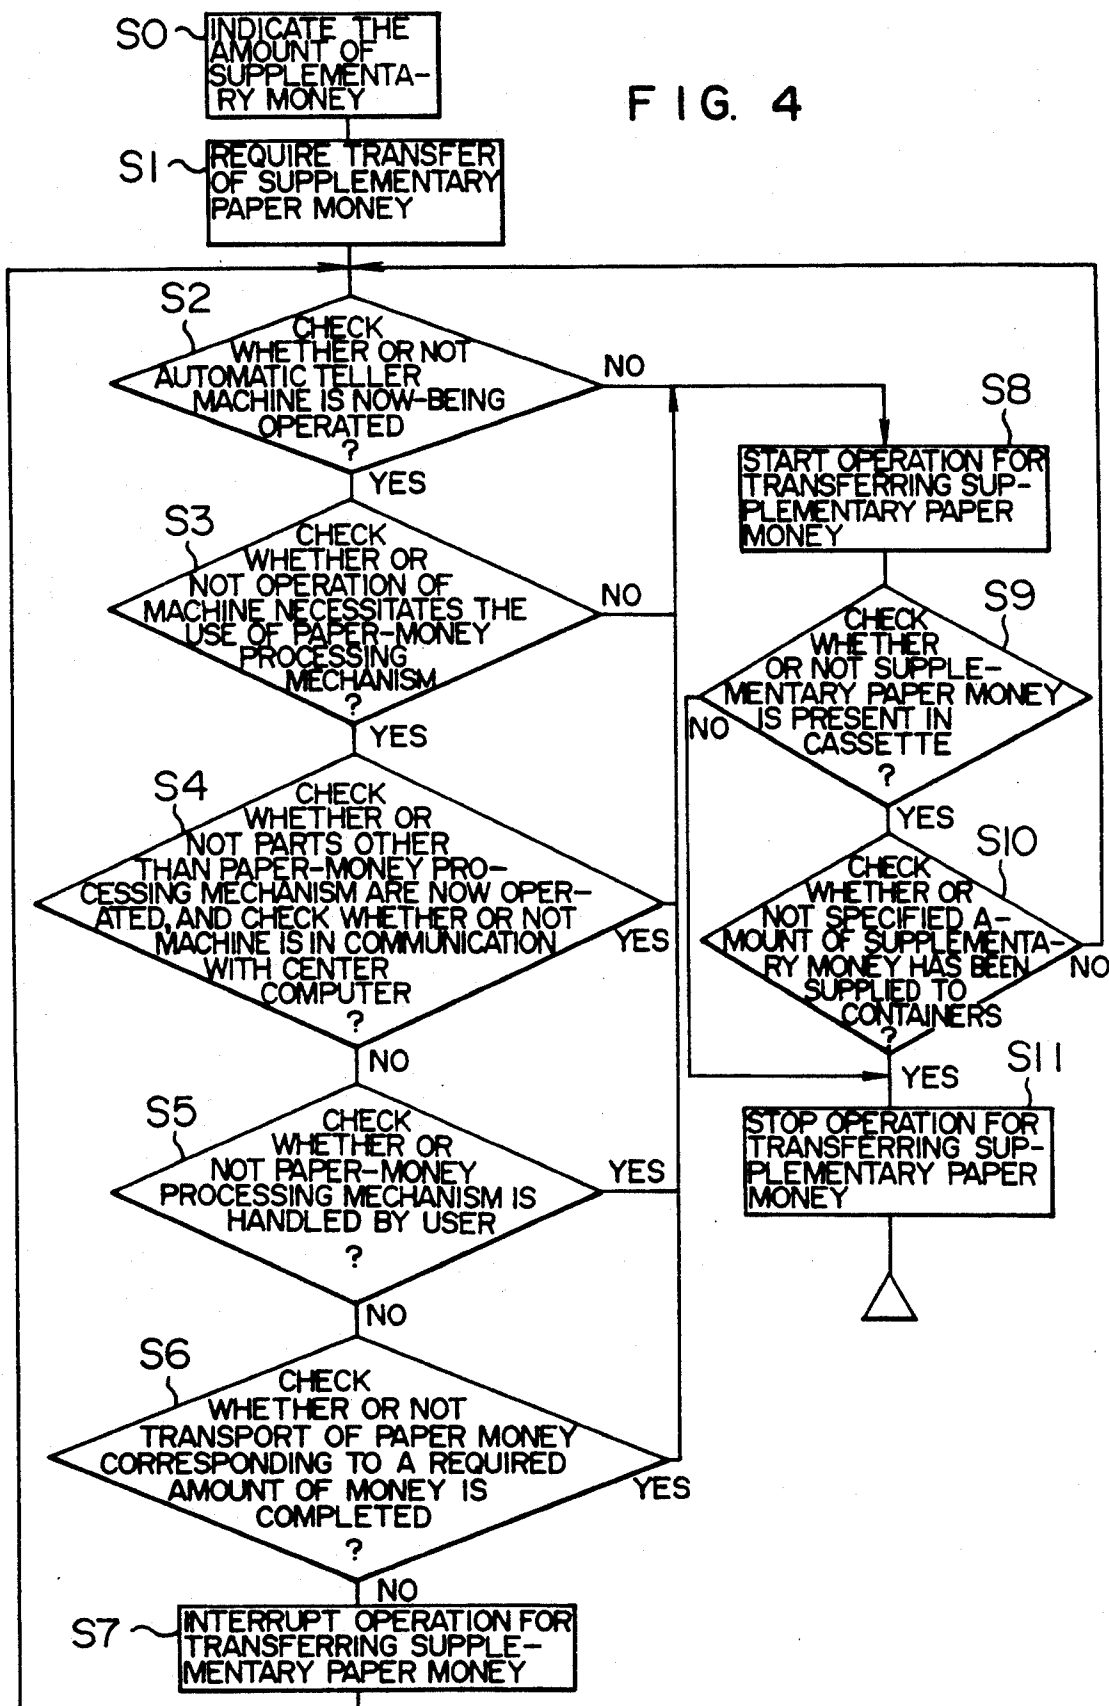 FIG. 4
S0
INDICATE THE
AMOUNT OF
SUPPLEMENTA-
RY MONEY
S1
REQUIRE TRANSFER
OF SUPPLEMENTARY
PAPER MONEY
S2
CHECK
WHETHER OR NOT
AUTOMATIC TELLER
MACHINE IS NOW-BEING
OPERATED
?
NO
YES
S3
CHECK
WHETHER OR
NOT OPERATION OF
MACHINE NECESSITATES THE
USE OF PAPER-MONEY
PROCESSING
MECHANISM
?
NO
YES
S4
CHECK
WHETHER OR
NOT PARTS OTHER
THAN PAPER-MONEY PRO-
CESSING MECHANISM ARE NOW OPER-
ATED, AND CHECK WHETHER OR NOT
MACHINE IS IN COMMUNICATION
WITH CENTER
COMPUTER
?
YES
NO
S5
CHECK
WHETHER OR
NOT PAPER-MONEY
PROCESSING MECHANISM IS
HANDLED BY USER
?
YES
NO
S6
CHECK
WHETHER OR NOT
TRANSPORT OF PAPER MONEY
CORRESPONDING TO A REQUIRED
AMOUNT OF MONEY IS
COMPLETED
?
YES
NO
S7
INTERRUPT OPERATION FOR
TRANSFERRING SUPPLE-
MENTARY PAPER MONEY
S8
START OPERATION FOR
TRANSFERRING SUP-
PLEMENTARY PAPER
MONEY
S9
CHECK
WHETHER
OR NOT SUPPLE-
MENTARY PAPER MONEY
IS PRESENT IN
CASSETTE
?
NO
YES
S10
CHECK
WHETHER OR
NOT SPECIFIED A-
MOUNT OF SUPPLEMENTA-
RY MONEY HAS BEEN
SUPPLIED TO
CONTAINERS
?
NO
YES
S11
STOP OPERATION FOR
TRANSFERRING SUP-
PLEMENTARY PAPER
MONEY